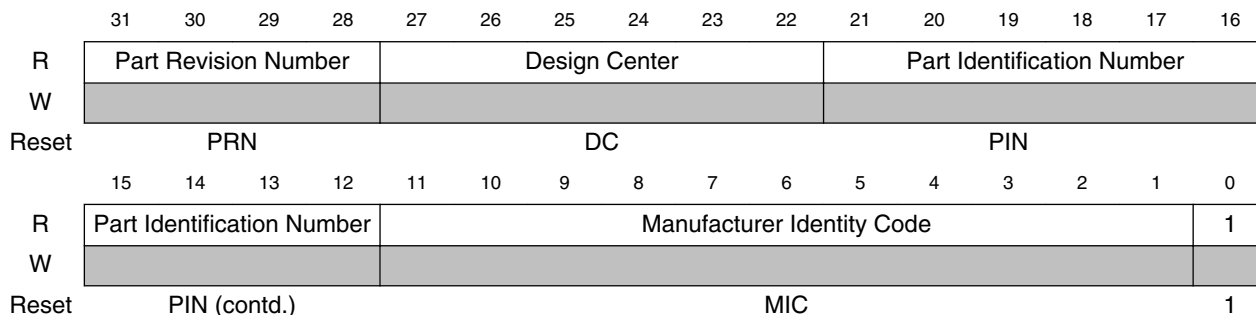 31 30 29 28 27 26 25 24 23 22 21 20 19 18 17 16
R Part Revision Number Design Center Part Identification Number
W
Reset PRN DC PIN
15 14 13 12 11 10 9 8 7 6 5 4 3 2 1 0
R Part Identification Number Manufacturer Identity Code 1
W
Reset PIN (contd.) MIC 1